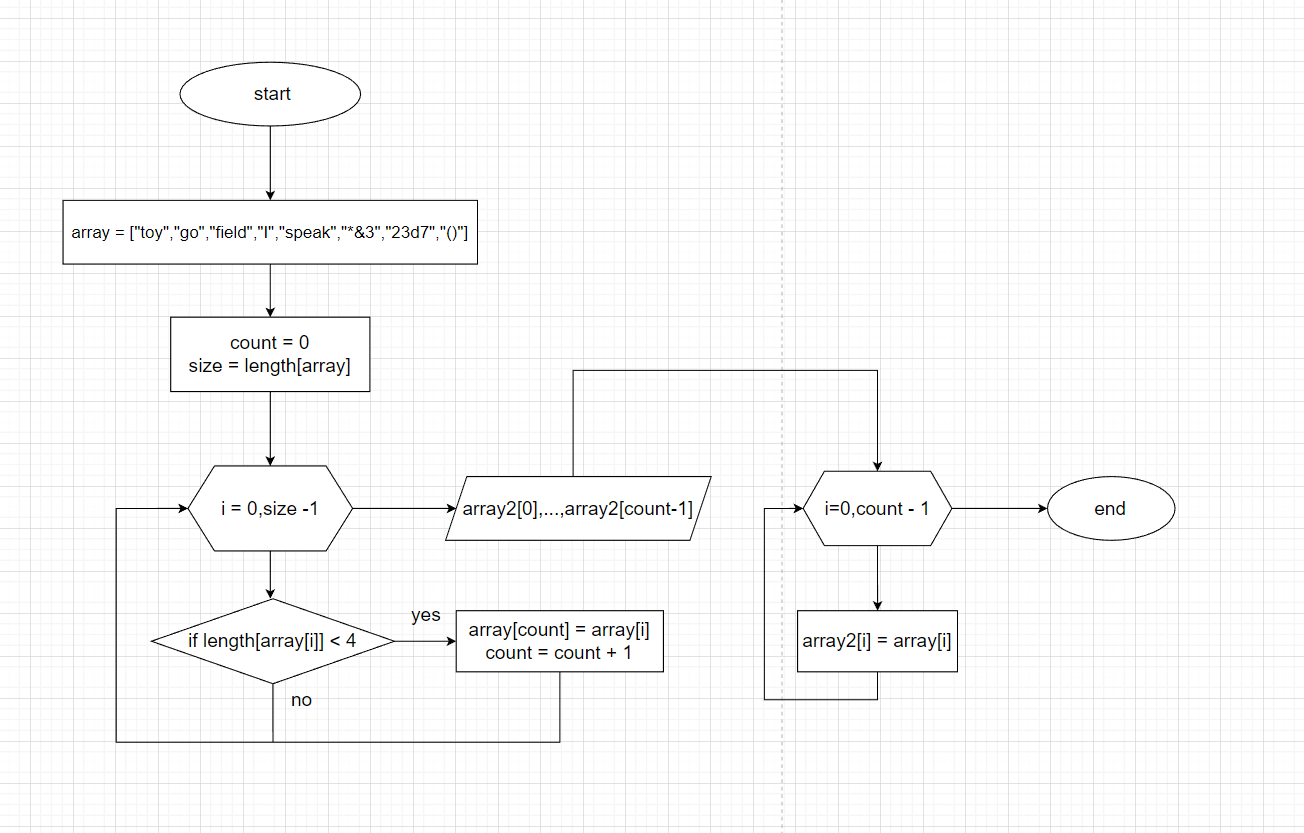 start
array = ["toy","go","field","I","speak","*&3","23d7","()"]
count = 0
size = length[array]
i = 0,size -1
if length[array[i]] < 4
yes
no
array[count] = array[i]
count = count + 1
array2[0],...,array2[count-1]
i=0,count - 1
array2[i] = array[i]
end